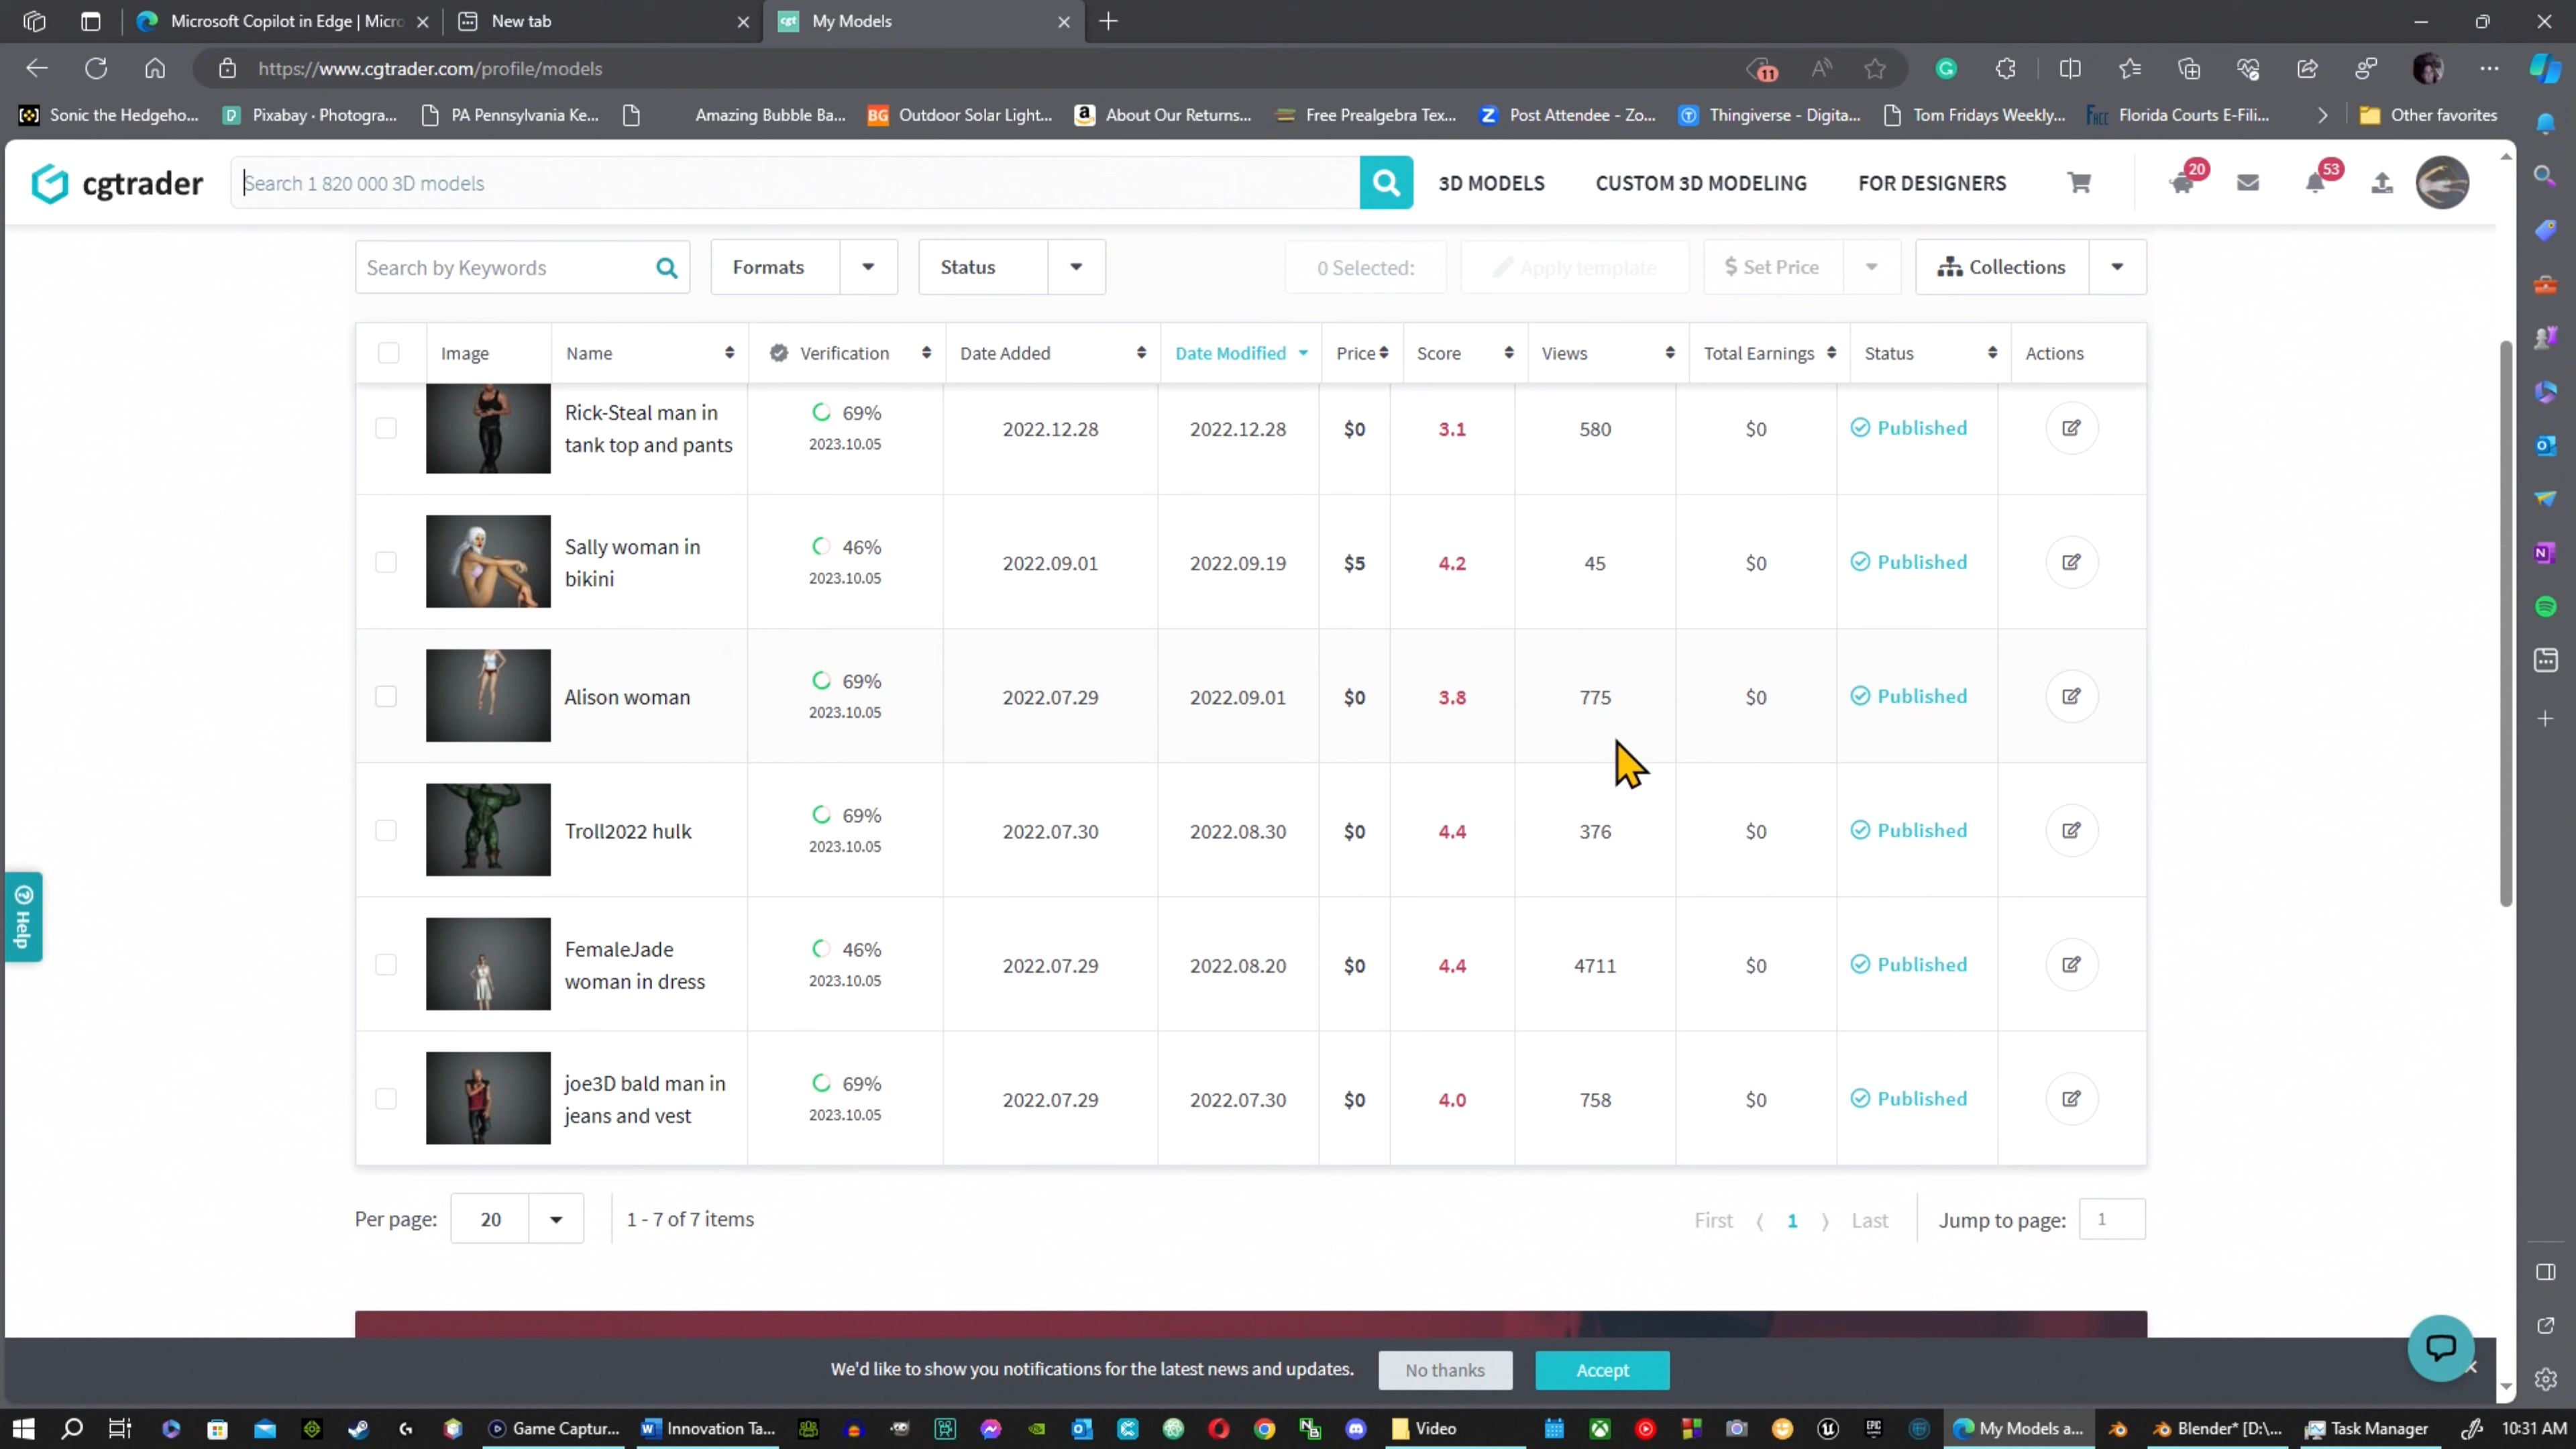 Microsoft Copilot in Edge | Micro
New tab
cgt My Models
https://www.cgtrader.com/profile/models
11
Sonic the Hedgeho...
Pixabay · Photogra...
PA Pennsylvania Ke...
Amazing Bubble Ba...
BG Outdoor Solar Light...
About Our Returns...
Free Prealgebra Tex...
Post Attendee - Zo...
Thingiverse - Digita...
Tom Fridays Weekly...
Florida Courts E-Fili...
Other favorites
cgtrader
Search 1 820 000 3D models
3D MODELS
CUSTOM 3D MODELING
FOR DESIGNERS
20
53
Search by Keywords
Formats
Status
0 Selected:
Apply template
$ Set Price
Collections
Image Name Verification Date Added Date Modified Price Score Views Total Earnings Status Actions
Rick-Steal man in
tank top and pants
69%
2023.10.05
2022.12.28 2022.12.28 $0 3.1 580 $0 Published
Sally woman in
bikini
46%
2023.10.05
2022.09.01 2022.09.19 $5 4.2 45 $0 Published
Alison woman
69%
2023.10.05
2022.07.29 2022.09.01 $0 3.8 775 $0 Published
Troll2022 hulk
69%
2023.10.05
2022.07.30 2022.08.30 $0 4.4 376 $0 Published
FemaleJade
woman in dress
46%
2023.10.05
2022.07.29 2022.08.20 $0 4.4 4711 $0 Published
joe3D bald man in
jeans and vest
69%
2023.10.05
2022.07.29 2022.07.30 $0 4.0 758 $0 Published
Help
Per page: 20 1 - 7 of 7 items
First 1 Last Jump to page: 1
We'd like to show you notifications for the latest news and updates.
No thanks
Accept
Game Captur...
Innovation Ta...
Video
My Models a...
Blender* [D:\...
Task Manager
10:31 AM